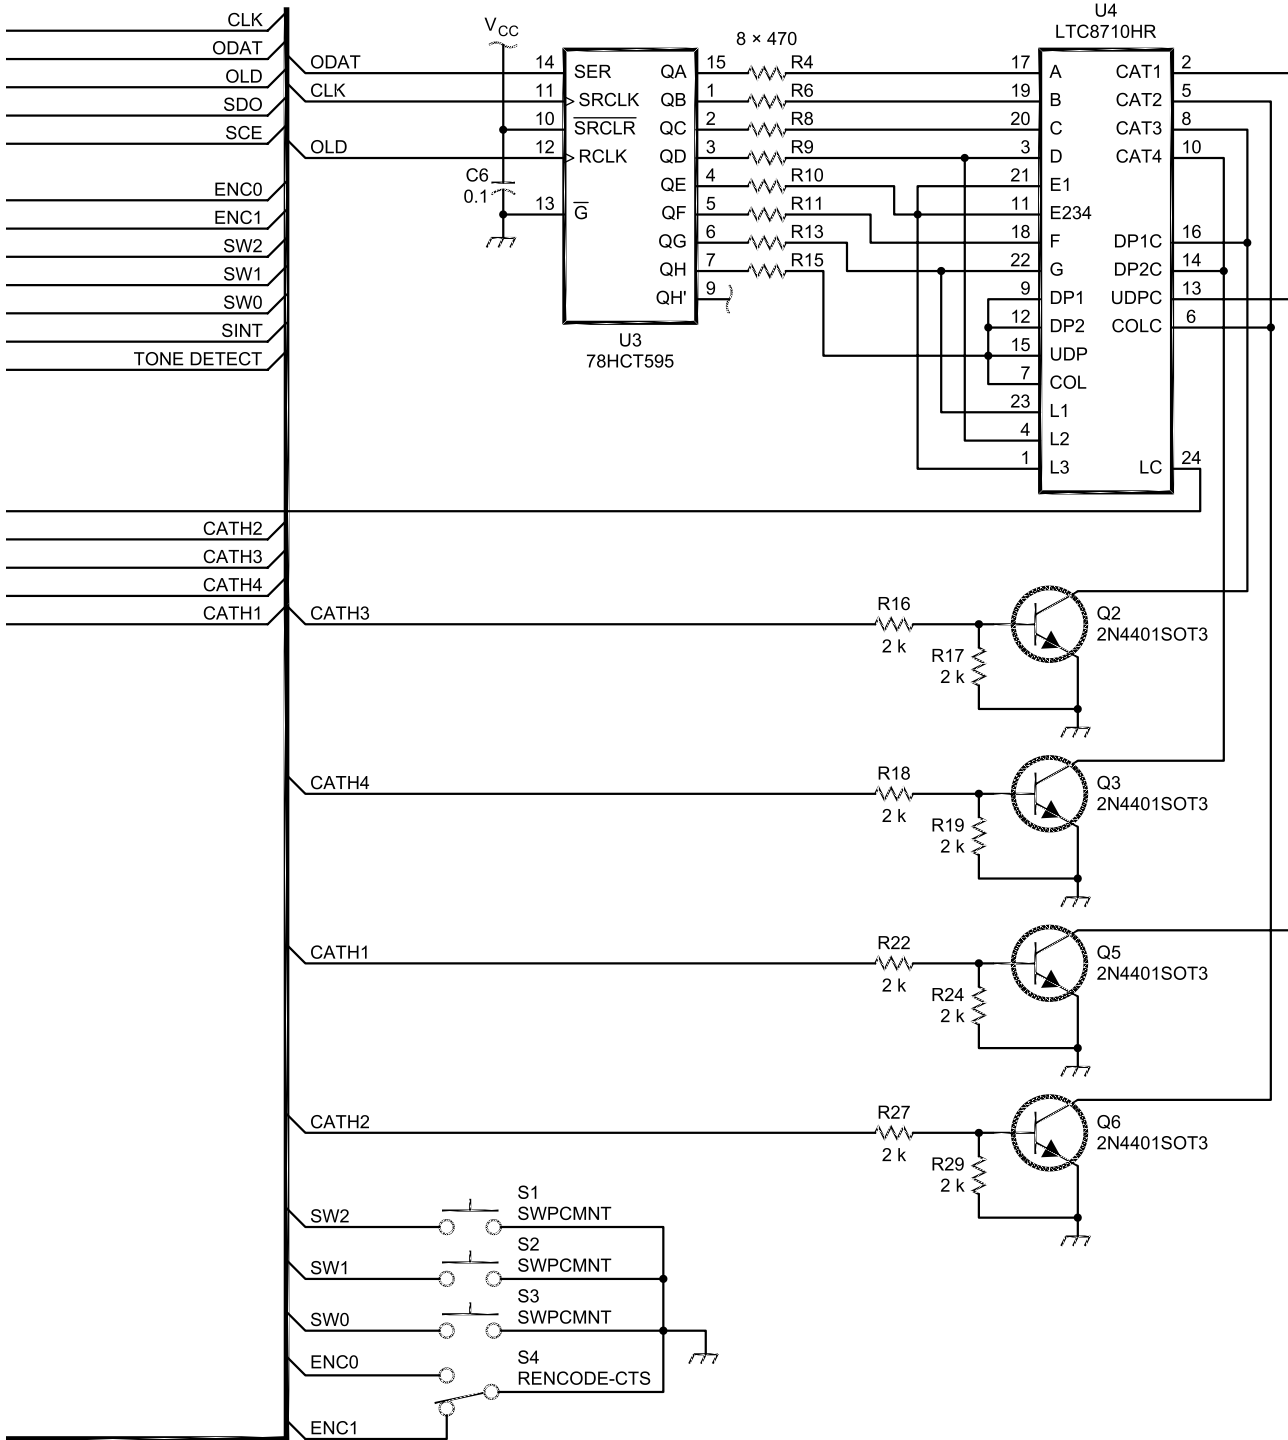 CLK
ODAT
OLD
SDO
SCE
ENC0
ENC1
SW2
SW1
SW0
SINT
TONE DETECT
CATH2
CATH3
CATH4
CATH1
ODAT
CLK
OLD
VCC
C6
0.1
14 SER QA 15
11 SRCLK QB 1
10 SRCLR QC 2
12 RCLK QD 3
QE 4
13 G QF 5
QG 6
QH 7
QH' 9
U3
78HCT595
8 × 470
R4
R6
R8
R9
R10
R11
R13
R15
U4
LTC8710HR
17 A CAT1 2
19 B CAT2 5
20 C CAT3 8
3 D CAT4 10
21 E1
11 E234
18 F DP1C 16
22 G DP2C 14
9 DP1 UDPC 13
12 DP2 COLC 6
15 UDP
7 COL
23 L1
4 L2
1 L3 LC 24
CATH3
R16
2 k
R17
2 k
Q2
2N4401SOT3
CATH4
R18
2 k
R19
2 k
Q3
2N4401SOT3
CATH1
R22
2 k
R24
2 k
Q5
2N4401SOT3
CATH2
R27
2 k
R29
2 k
Q6
2N4401SOT3
SW2
S1
SWPCMNT
SW1
S2
SWPCMNT
SW0
S3
SWPCMNT
ENC0
S4
RENCODE-CTS
ENC1